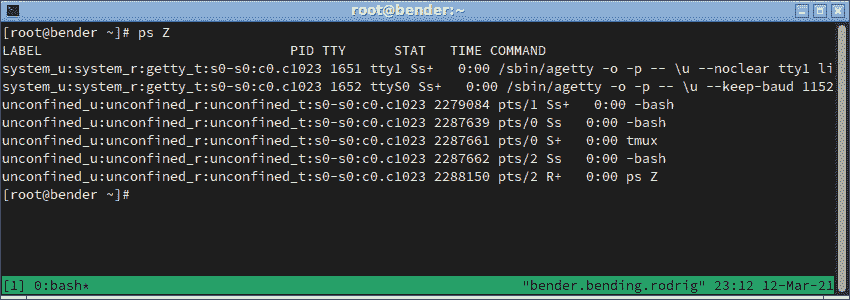 root@bender:~
[root@bender ~]# ps Z
LABEL                               PID TTY      STAT   TIME COMMAND
system_u:system_r:getty_t:s0-s0:c0.c1023 1651 tty1 Ss+   0:00 /sbin/agetty -o -p -- \u --noclear tty1 li
system_u:system_r:getty_t:s0-s0:c0.c1023 1652 ttyS0 Ss+   0:00 /sbin/agetty -o -p -- \u --keep-baud 1152
unconfined_u:unconfined_r:unconfined_t:s0-s0:c0.c1023 2279084 pts/1 Ss+   0:00 -bash
unconfined_u:unconfined_r:unconfined_t:s0-s0:c0.c1023 2287639 pts/0 Ss   0:00 -bash
unconfined_u:unconfined_r:unconfined_t:s0-s0:c0.c1023 2287661 pts/0 S+   0:00 tmux
unconfined_u:unconfined_r:unconfined_t:s0-s0:c0.c1023 2287662 pts/2 Ss   0:00 -bash
unconfined_u:unconfined_r:unconfined_t:s0-s0:c0.c1023 2288150 pts/2 R+   0:00 ps Z
[root@bender ~]#
[1] 0:bash* "bender.bending.rodrig" 23:12 12-Mar-21